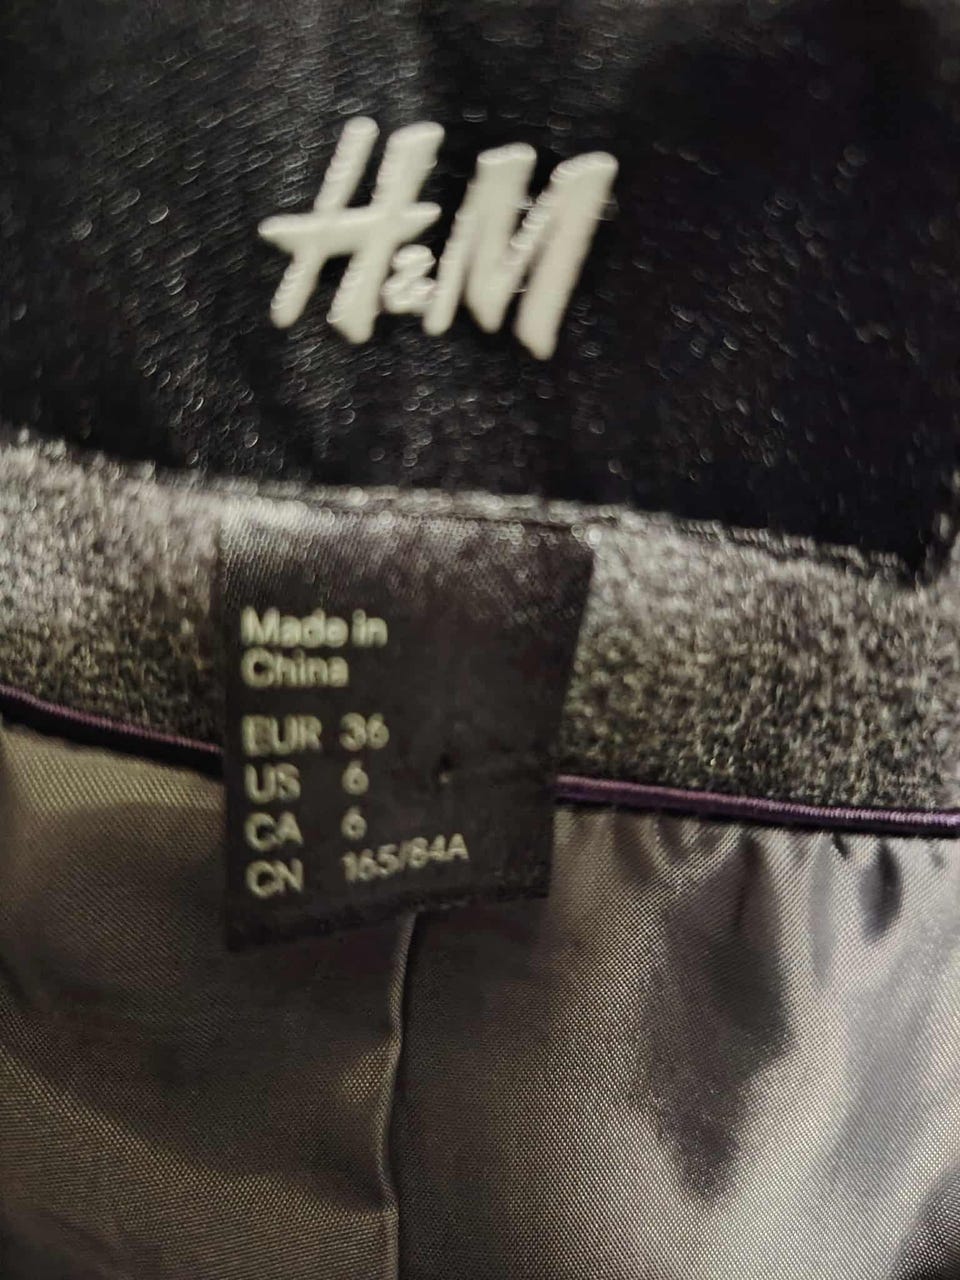 H&M
Made in
China
EUR 36
US 6
CA 6
CN 165/84A